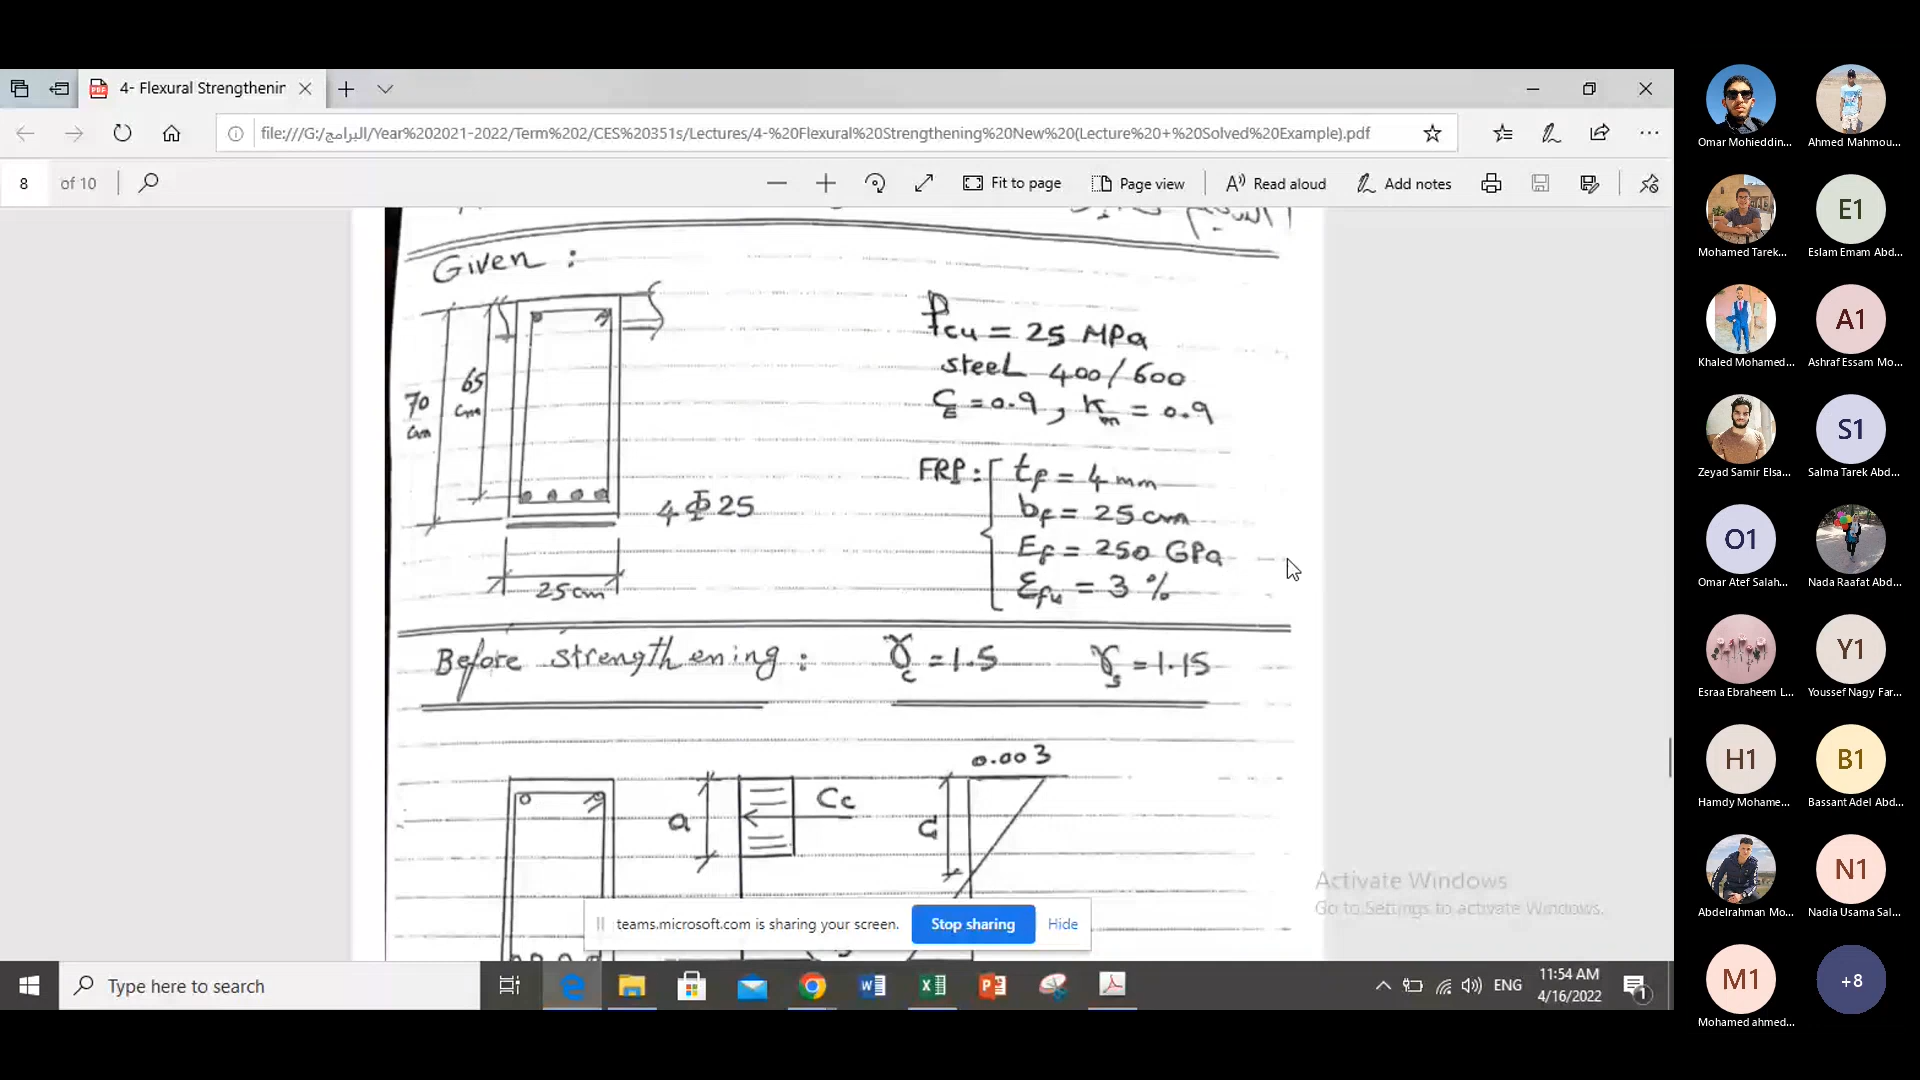 4- Flexural Strengthenir
file:///G:/البرامج/Year%202021-2022/Term%202/CES%20351s/Lectures/4-%20Flexural%20Strengthening%20New%20(Lecture%20+%20Solved%20Example).pdf
8 of 10 Fit to page Page view Read aloud Add notes
Given :
fcu = 25 MPa
steel 400/600
CE = 0.9, Km = 0.9
70 cm
65 cm
FRP: tf = 4 mm
bf = 25 cm
Ef = 250 GPa
εfu = 3 %
4 Φ 25
25 cm
Before strengthening : γc = 1.5 γs = 1.15
0.003
a Cc C
Activate Windows
Go to Settings to activate Windows.
teams.microsoft.com is sharing your screen. Stop sharing Hide
Type here to search
ENG
11:54 AM
4/16/2022
1
Omar Mohieddin... Ahmed Mahmou...
E1
Mohamed Tarek... Eslam Emam Abd...
A1
Khaled Mohamed... Ashraf Essam Mo...
S1
Zeyad Samir Elsa... Salma Tarek Abd...
O1
Omar Atef Salah... Nada Raafat Abd...
Y1
Esraa Ebraheem L... Youssef Nagy Far...
H1 B1
Hamdy Mohame... Bassant Adel Abd...
N1
Abdelrahman Mo... Nadia Usama Sal...
M1 +8
Mohamed ahmed...